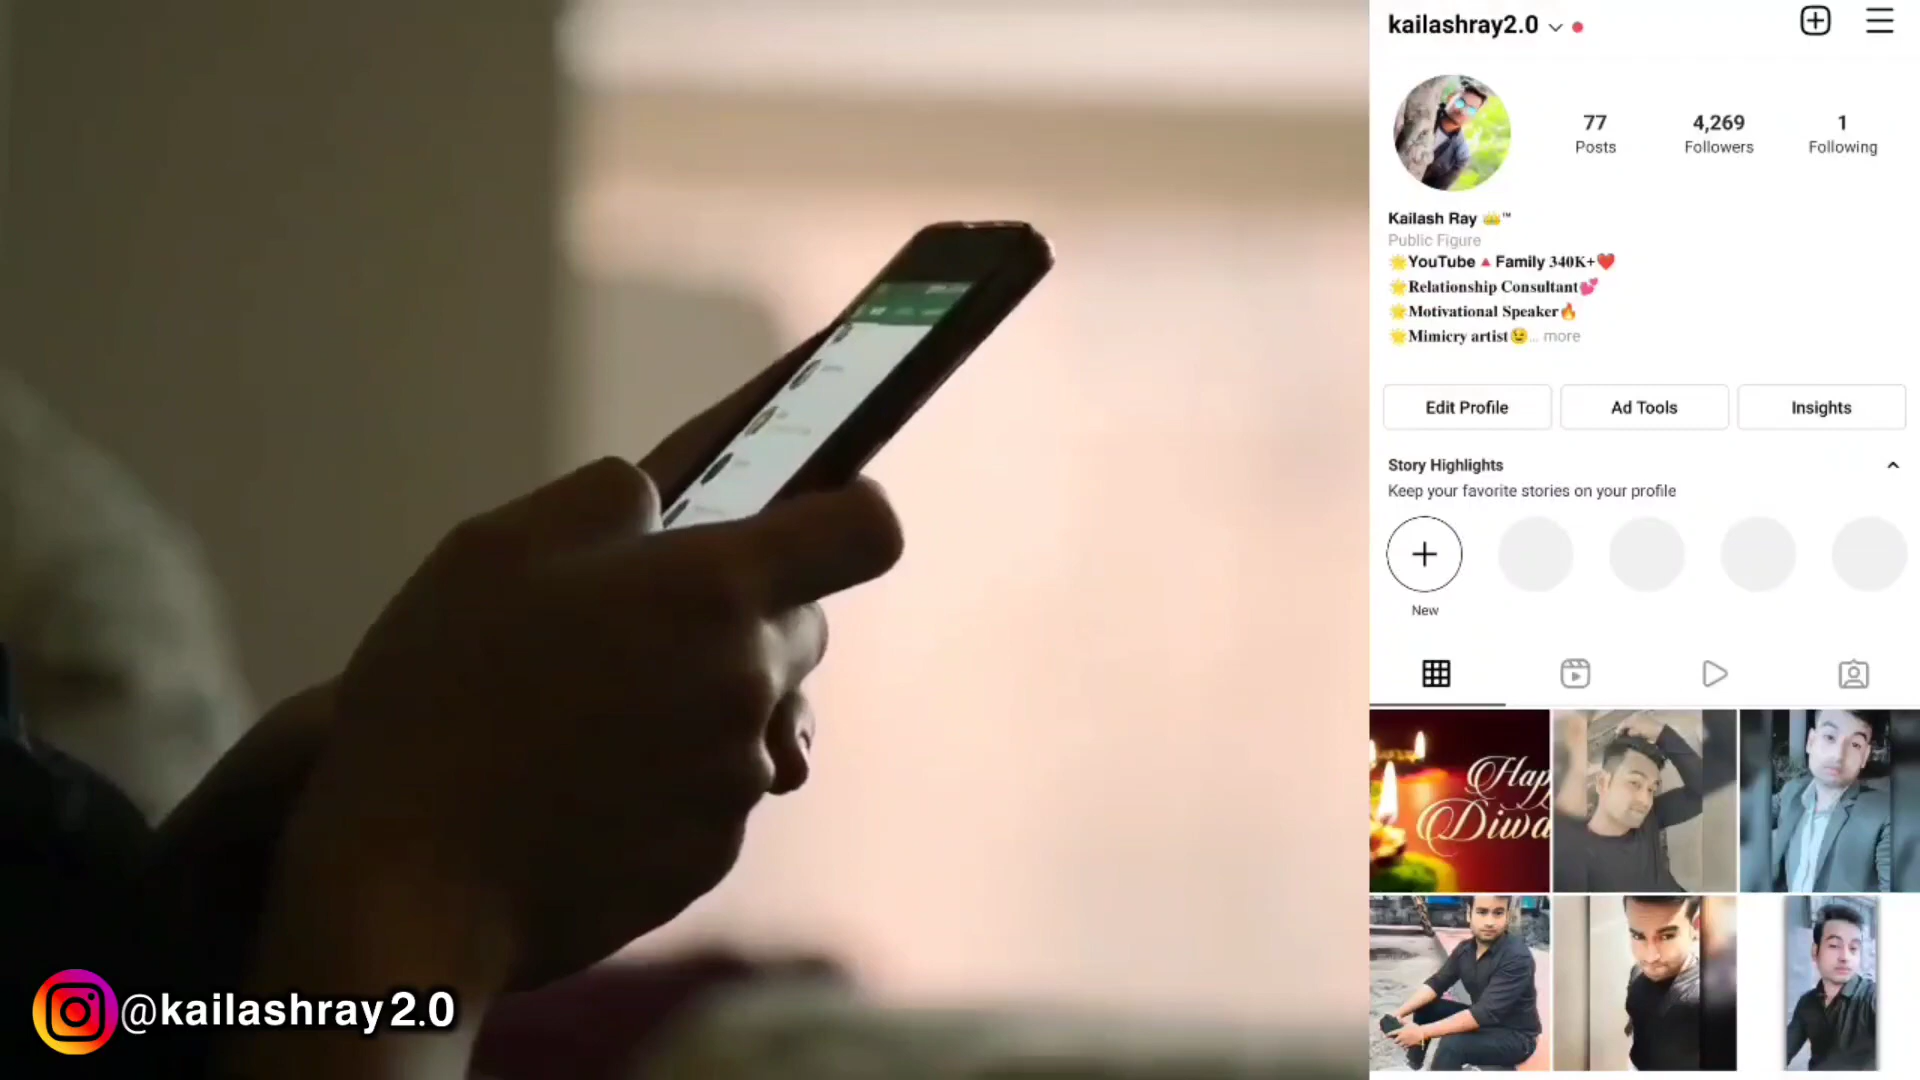 kailashray2.0
77
Posts
4,269
Followers
1
Following
Kailash Ray 👑™
Public Figure
🌟YouTube🔺Family 340K+❤️
🌟Relationship Consultant💕
🌟Motivational Speaker🔥
🌟Mimicry artist😉... more
Edit Profile
Ad Tools
Insights
Story Highlights
Keep your favorite stories on your profile
New
Hap
Diwa
@kailashray2.0